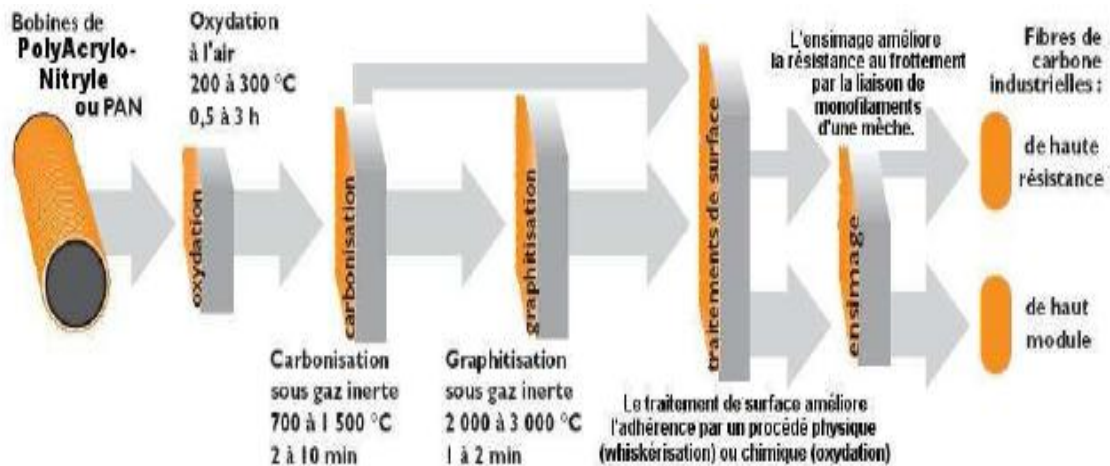 Bobines de
PolyAcrylo-
Nitryle
ou PAN
Oxydation
à l'air
200 à 300 °C
0,5 à 3 h
L'ensimage améliore
la résistance au frottement
par la liaison de
monofilaments
d'une mèche.
Fibres de
carbone
industrielles :
de haute
résistance
de haut
module
oxydation
carbonisation
graphitisation
traitements de surface
ensimage
Carbonisation
sous gaz inerte
700 à 1 500 °C
2 à 10 min
Graphitisation
sous gaz inerte
2 000 à 3 000 °C
1 à 2 min
Le traitement de surface améliore
l'adhérence par un procédé physique
(whiskérisation) ou chimique (oxydation)